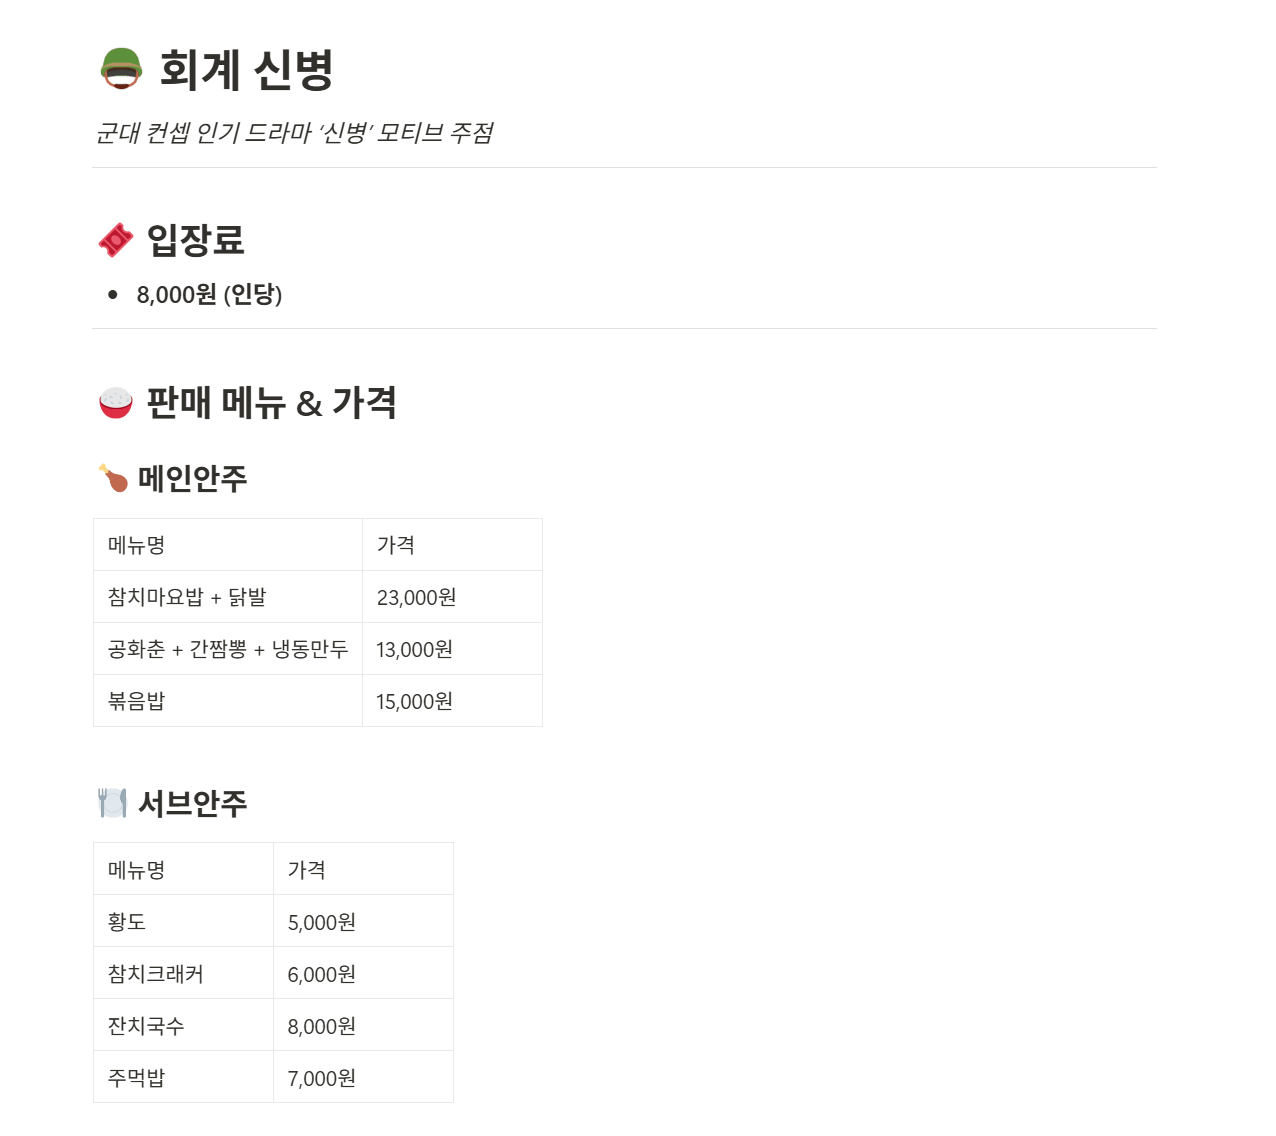 회계 신병
군대 컨셉 인기 드라마 ‘신병’ 모티브 주점
입장료
• 8,000원 (인당)
판매 메뉴 & 가격
메인안주
메뉴명 가격
참치마요밥 + 닭발 23,000원
공화춘 + 간짬뽕 + 냉동만두 13,000원
볶음밥 15,000원
서브안주
메뉴명 가격
황도 5,000원
참치크래커 6,000원
잔치국수 8,000원
주먹밥 7,000원